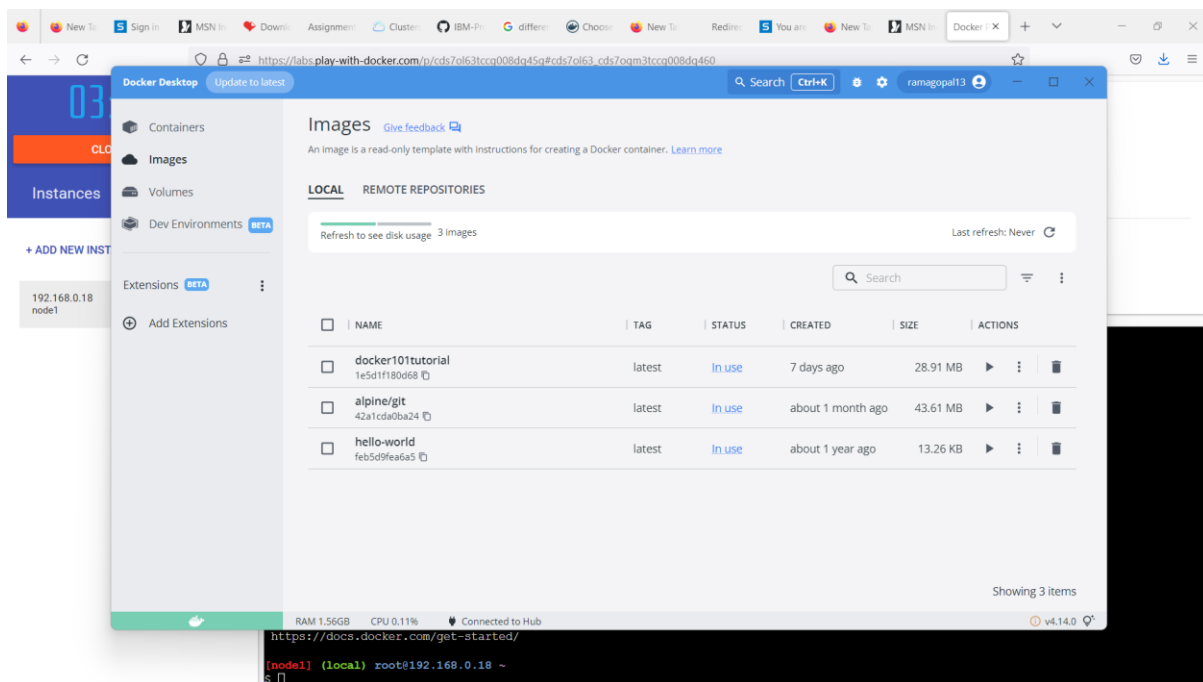 New Ta
Sign in
MSN In
Downlo
Assignment
Cluster
IBM-Pr
differen
Choose
New Ta
Redirec
You are
New Ta
MSN In
Docker P
https://labs.play-with-docker.com/p/cds7ol63tccq008dq45g#cds7ol63_cds7oqm3tccq008dq460
03:
CLO
Instances
+ ADD NEW INST
192.168.0.18
node1
Docker Desktop
Update to latest
Search Ctrl+K
ramagopal13
Containers
Images
Volumes
Dev Environments BETA
Extensions BETA
Add Extensions
Images Give feedback
An image is a read-only template with instructions for creating a Docker container. Learn more
LOCAL REMOTE REPOSITORIES
Refresh to see disk usage 3 images
Last refresh: Never
Search
NAME TAG STATUS CREATED SIZE ACTIONS
docker101tutorial latest In use 7 days ago 28.91 MB
1e5d1f180d68
alpine/git latest In use about 1 month ago 43.61 MB
42a1cda0ba24
hello-world latest In use about 1 year ago 13.26 KB
feb5d9fea6a5
Showing 3 items
RAM 1.56GB CPU 0.11% Connected to Hub v4.14.0
https://docs.docker.com/get-started/
[node1] (local) root@192.168.0.18 ~
$